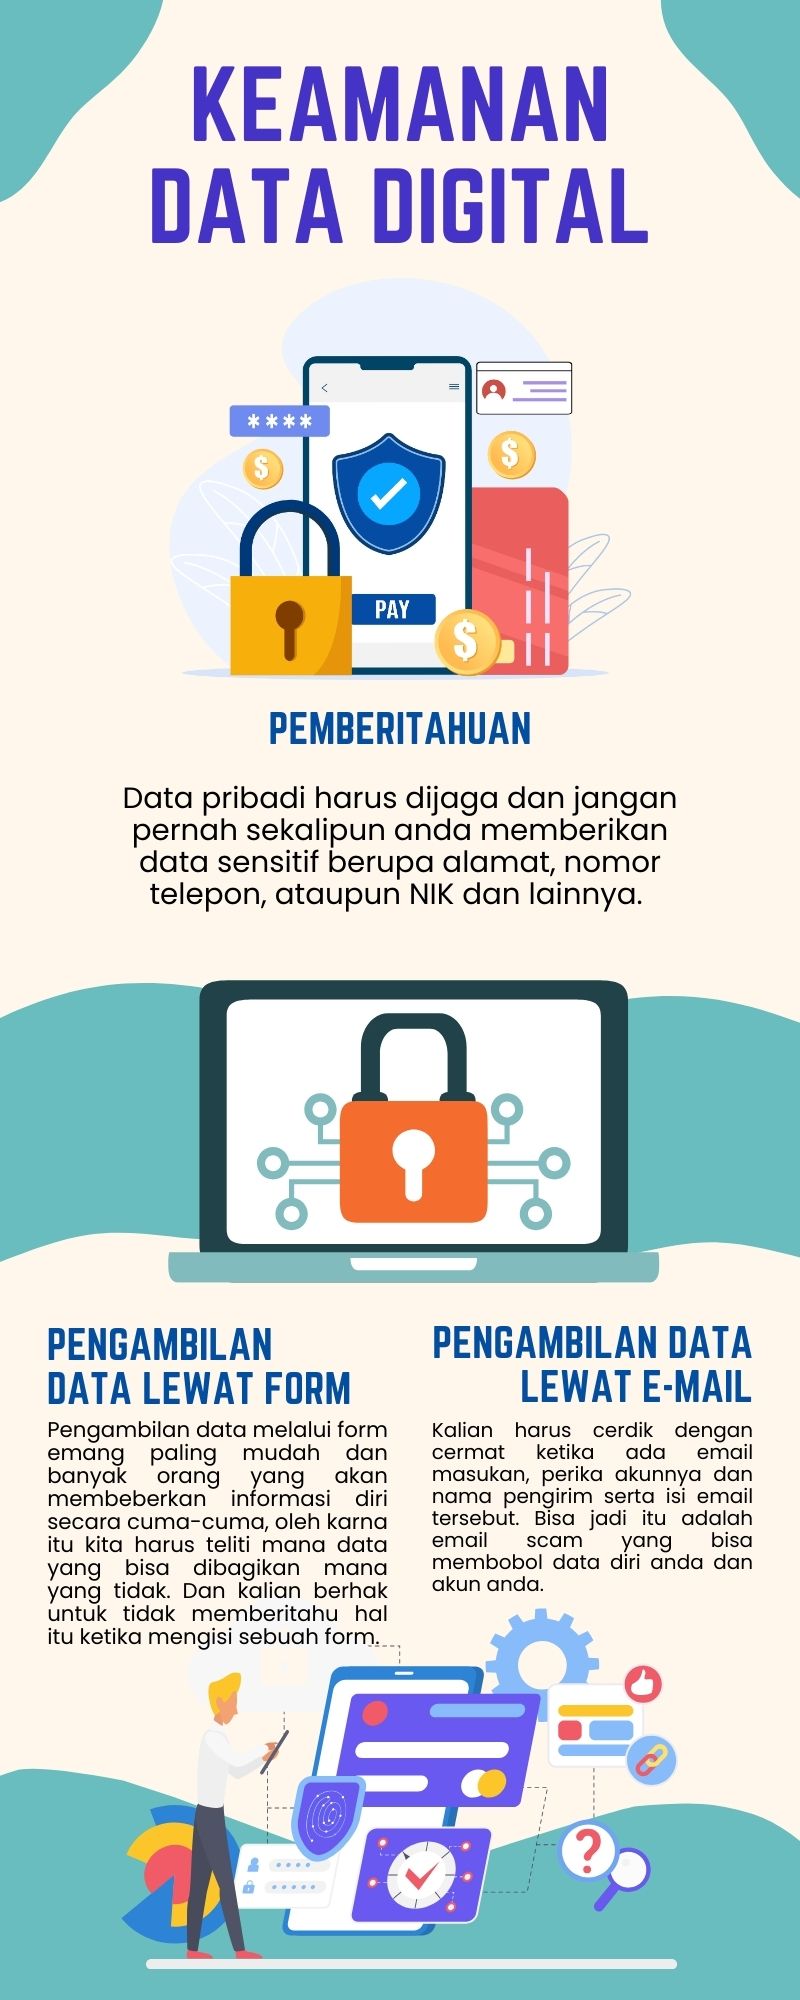 KEAMANAN
DATA DIGITAL
****
$
$
PAY
$
PEMBERITAHUAN
Data pribadi harus dijaga dan jangan
pernah sekalipun anda memberikan
data sensitif berupa alamat, nomor
telepon, ataupun NIK dan lainnya.
PENGAMBILAN
DATA LEWAT FORM
Pengambilan data melalui form
emang paling mudah dan
banyak orang yang akan
membeberkan informasi diri
secara cuma-cuma, oleh karna
itu kita harus teliti mana data
yang bisa dibagikan mana
yang tidak. Dan kalian berhak
untuk tidak memberitahu hal
itu ketika mengisi sebuah form.
PENGAMBILAN DATA
LEWAT E-MAIL
Kalian harus cerdik dengan
cermat ketika ada email
masukan, perika akunnya dan
nama pengirim serta isi email
tersebut. Bisa jadi itu adalah
email scam yang bisa
membobol data diri anda dan
akun anda.
?